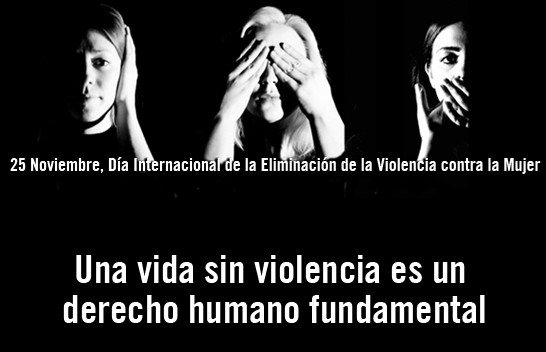 25 Noviembre, Día Internacional de la Eliminación de la Violencia contra la Mujer
Una vida sin violencia es un
derecho humano fundamental